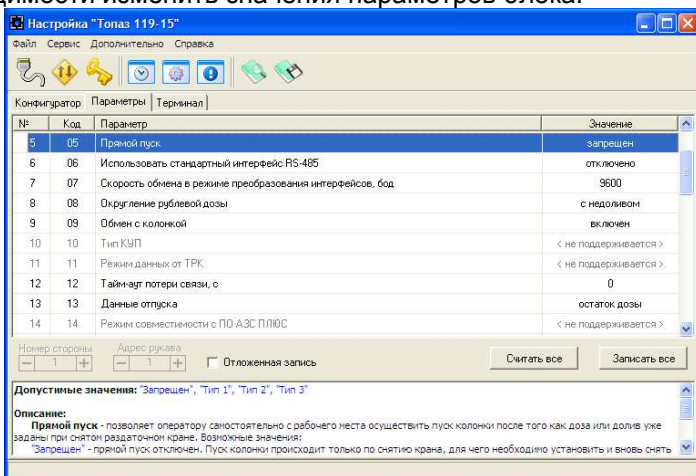 димости изменить значения параметров блока.
Настройка "Топаз 119-15"
Файл Сервис Дополнительно Справка
Конфигуратор Параметры Терминал
№ Код Параметр Значение
5 05 Прямой пуск запрещен
6 06 Использовать стандартный интерфейс RS-485 отключено
7 07 Скорость обмена в режиме преобразования интерфейсов, бод 9600
8 08 Округление рублевой дозы с недоливом
9 09 Обмен с колонкой включен
10 10 Тип КУП < не поддерживается >
11 11 Режим данных от ТРК < не поддерживается >
12 12 Тайм-аут потери связи, с 0
13 13 Данные отпуска остаток дозы
14 14 Режим совместимости с ПО АЗС ПЛЮС < не поддерживается >
Номер стороны Адрес рукава
1 1 Отложенная запись Считать все Записать все
Допустимые значения: "Запрещен", "Тип 1", "Тип 2", "Тип 3"
Описание:
Прямой пуск - позволяет оператору самостоятельно с рабочего места осуществить пуск колонки после того как доза или долив уже
заданы при снятом раздаточном кране. Возможные значения:
"Запрещен" - прямой пуск отключен. Пуск колонки происходит только по снятию крана, для чего необходимо установить и вновь снять